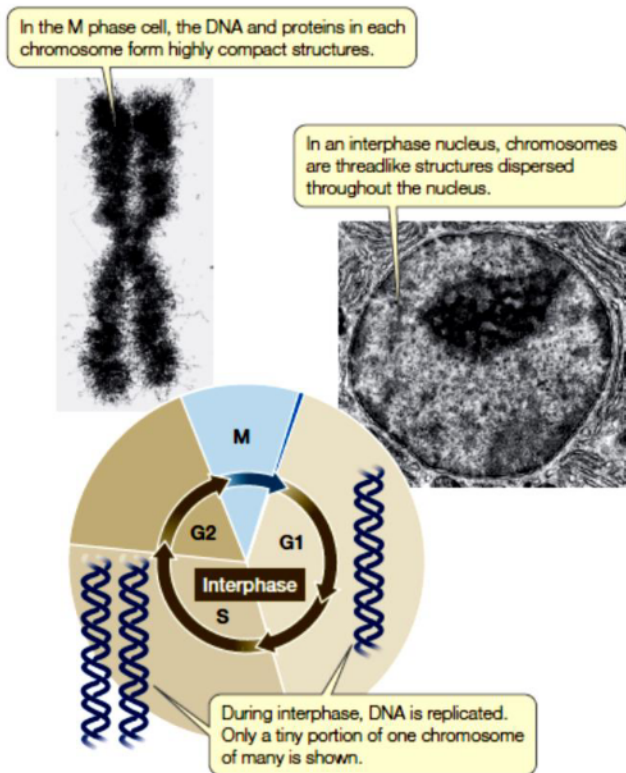 In the M phase cell, the DNA and proteins in each
chromosome form highly compact structures.
In an interphase nucleus, chromosomes
are threadlike structures dispersed
throughout the nucleus.
M
G2
G1
Interphase
S
During interphase, DNA is replicated.
Only a tiny portion of one chromosome
of many is shown.